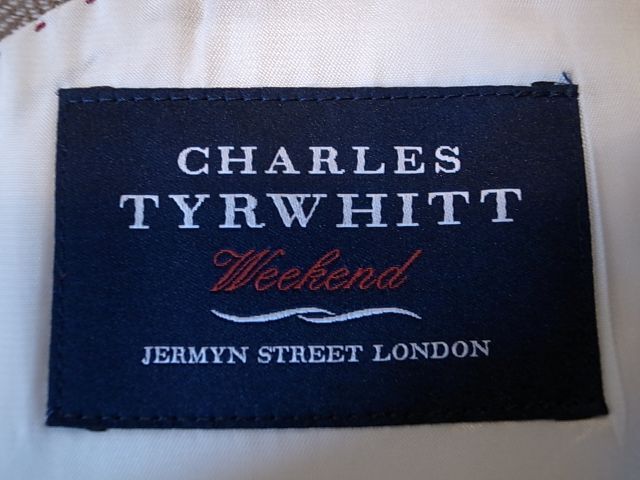 CHARLES
TYRWHITT
Weekend
JERMYN STREET LONDON